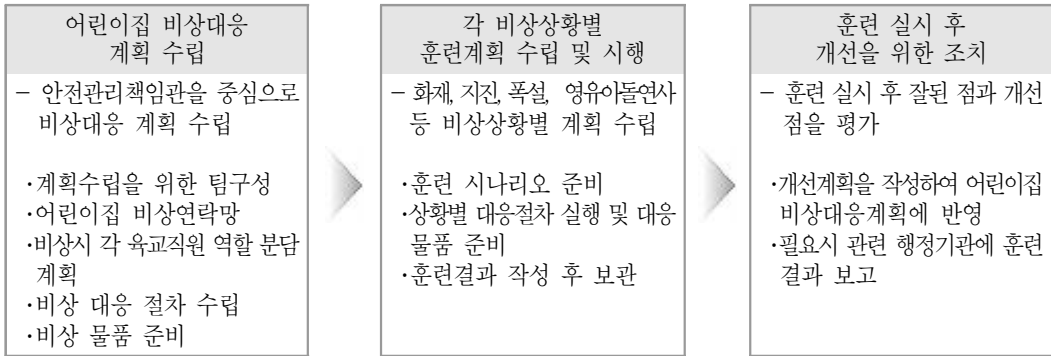 어린이집 비상대응
계획 수립
- 안전관리책임관을 중심으로
비상대응 계획 수립
·계획수립을 위한 팀구성
·어린이집 비상연락망
·비상시 각 육교직원 역할 분담
계획
·비상 대응 절차 수립
·비상 물품 준비
각 비상상황별
훈련계획 수립 및 시행
- 화재, 지진, 폭설, 영유아돌연사
등 비상상황별 계획 수립
·훈련 시나리오 준비
·상황별 대응절차 실행 및 대응
물품 준비
·훈련결과 작성 후 보관
훈련 실시 후
개선을 위한 조치
- 훈련 실시 후 잘된 점과 개선
점을 평가
·개선계획을 작성하여 어린이집
비상대응계획에 반영
·필요시 관련 행정기관에 훈련
결과 보고